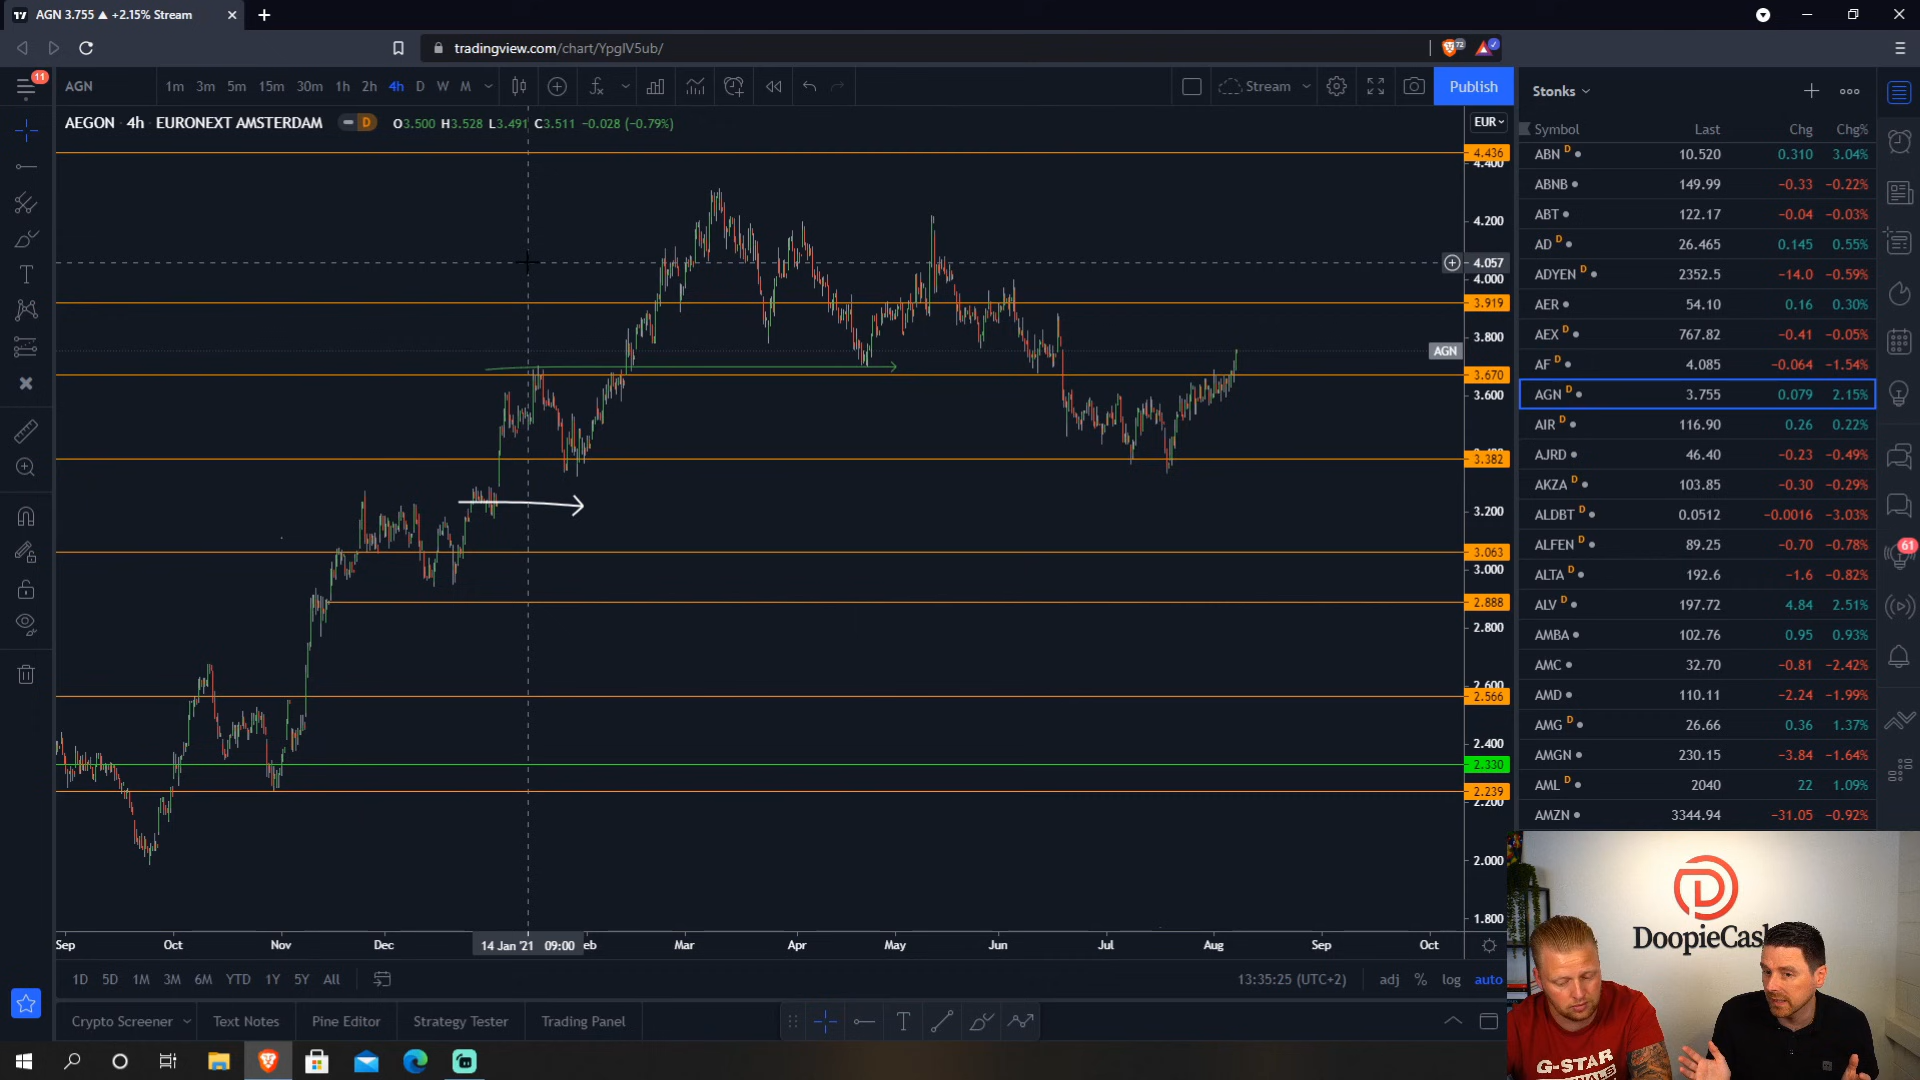 AGN 3.755 ▲ +2.15% Stream
tradingview.com/chart/YpgIV5ub/
72
11
AGN 1m 3m 5m 15m 30m 1h 2h 4h D W M Stream Publish
AEGON · 4h · EURONEXT AMSTERDAM D O3.500 H3.528 L3.491 C3.511 -0.028 (-0.79%)
EUR
4.436
4.400
4.200
4.057
4.000
3.919
3.800
AGN
3.670
3.600
3.382
3.200
3.063
3.000
2.888
2.800
2.600
2.566
2.400
2.330
2.239
2.200
2.000
1.800
Sep Oct Nov Dec 14 Jan '21 09:00 eb Mar Apr May Jun Jul Aug Sep Oct
1D 5D 1M 3M 6M YTD 1Y 5Y All 13:35:25 (UTC+2) adj % log auto
Crypto Screener Text Notes Pine Editor Strategy Tester Trading Panel
Stonks
Symbol Last Chg Chg%
ABN D 10.520 0.310 3.04%
ABNB 149.99 -0.33 -0.22%
ABT 122.17 -0.04 -0.03%
AD D 26.465 0.145 0.55%
ADYEN D 2352.5 -14.0 -0.59%
AER 54.10 0.16 0.30%
AEX D 767.82 -0.41 -0.05%
AF D 4.085 -0.064 -1.54%
AGN D 3.755 0.079 2.15%
AIR D 116.90 0.26 0.22%
AJRD 46.40 -0.23 -0.49%
AKZA D 103.85 -0.30 -0.29%
ALDBT D 0.0512 -0.0016 -3.03%
ALFEN D 89.25 -0.70 -0.78%
ALTA D 192.6 -1.6 -0.82%
ALV D 197.72 4.84 2.51%
AMBA 102.76 0.95 0.93%
AMC 32.70 -0.81 -2.42%
AMD 110.11 -2.24 -1.99%
AMG D 26.66 0.36 1.37%
AMGN 230.15 -3.84 -1.64%
AML D 2040 22 1.09%
AMZN 3344.94 -31.05 -0.92%
61
DoopieCas
G-STAR